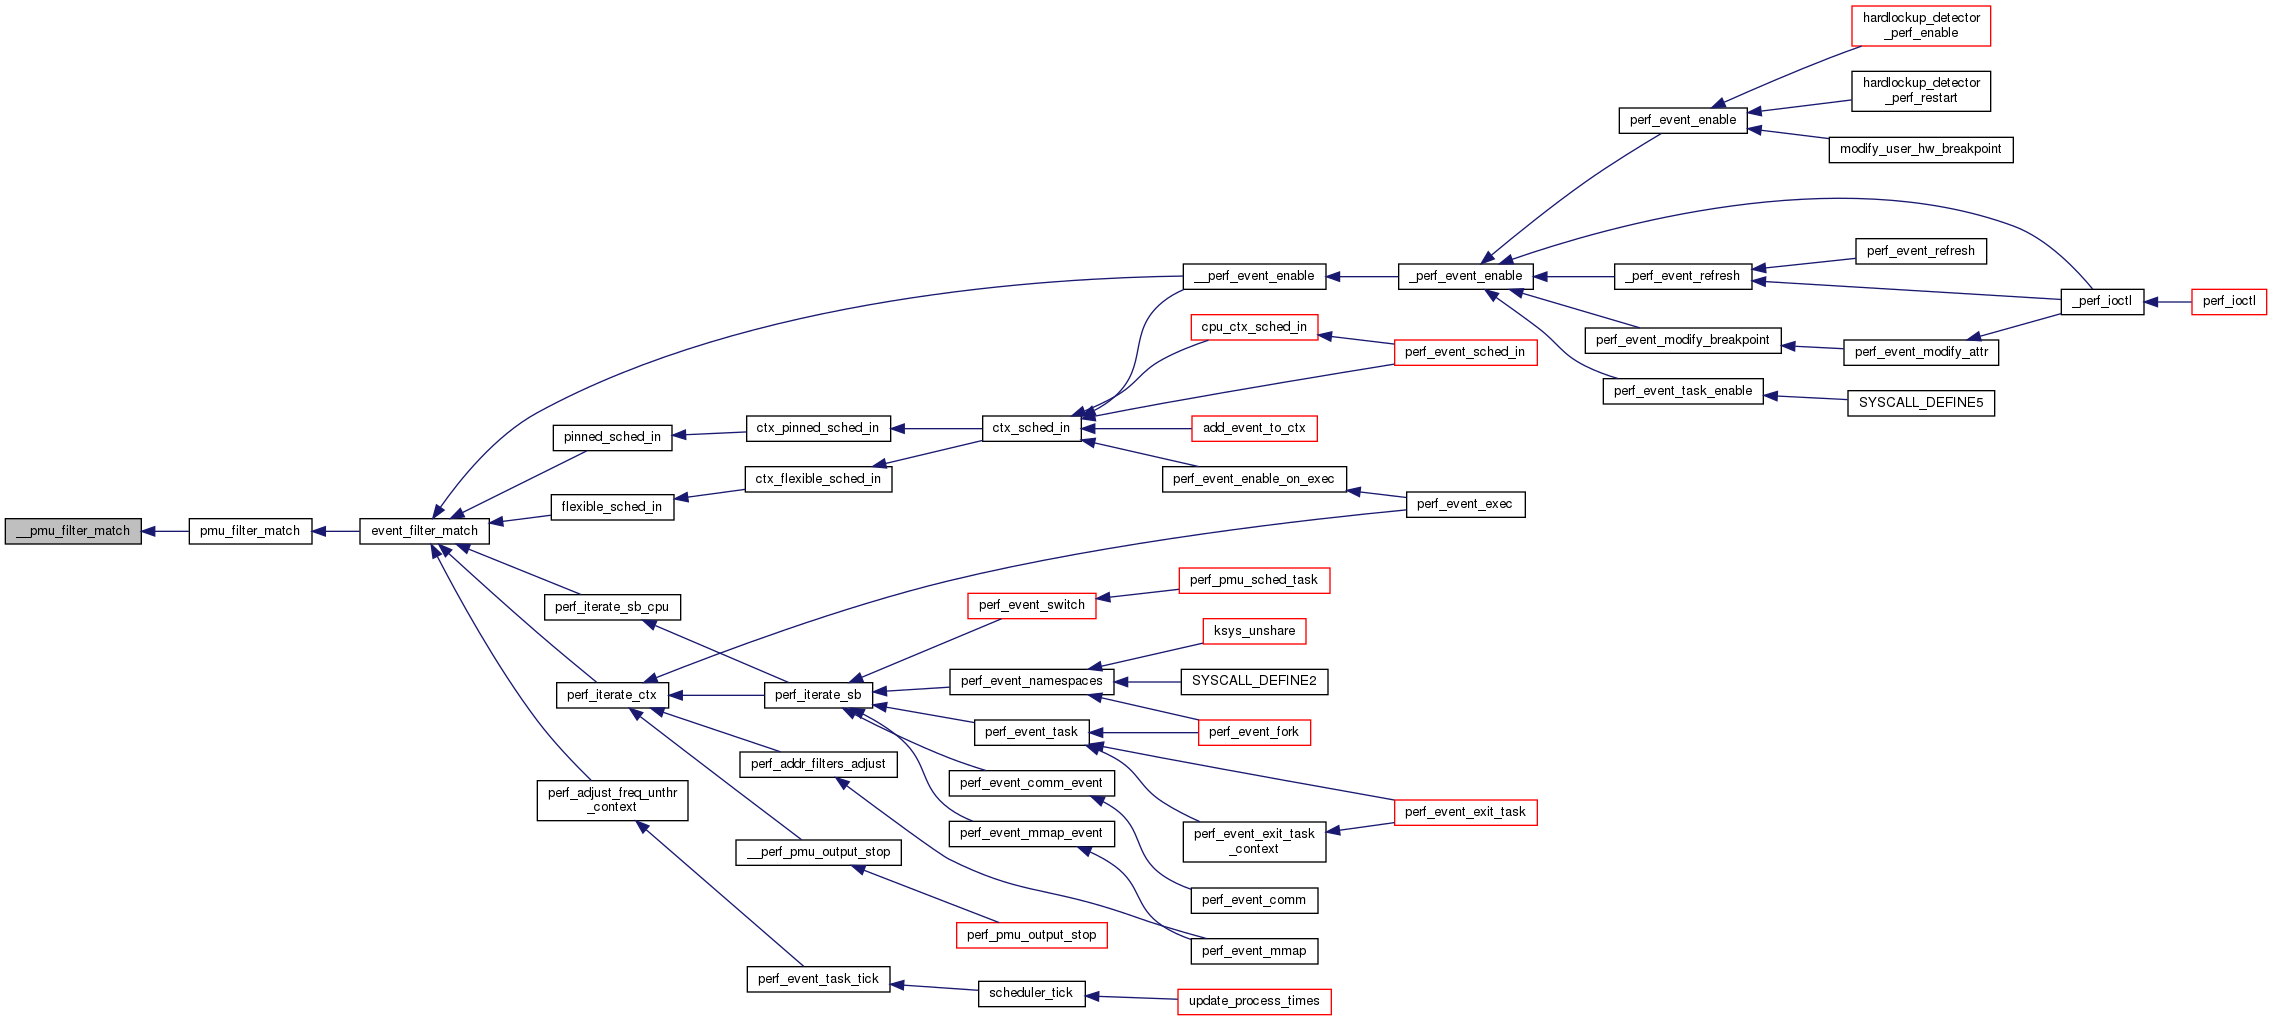 __pmu_filter_match
pmu_filter_match
event_filter_match
__perf_event_enable
_perf_event_enable
perf_event_enable
hardlockup_detector
_perf_enable
hardlockup_detector
_perf_restart
modify_user_hw_breakpoint
_perf_event_refresh
perf_event_refresh
_perf_ioctl
perf_ioctl
perf_event_modify_breakpoint
perf_event_modify_attr
perf_event_task_enable
SYSCALL_DEFINE5
pinned_sched_in
ctx_pinned_sched_in
ctx_sched_in
cpu_ctx_sched_in
perf_event_sched_in
add_event_to_ctx
perf_event_enable_on_exec
perf_event_exec
flexible_sched_in
ctx_flexible_sched_in
perf_iterate_sb_cpu
perf_iterate_ctx
perf_iterate_sb
perf_event_switch
perf_pmu_sched_task
perf_event_namespaces
ksys_unshare
SYSCALL_DEFINE2
perf_event_fork
perf_event_task
perf_event_exit_task
_context
perf_event_exit_task
perf_event_comm_event
perf_event_comm
perf_event_mmap_event
perf_event_mmap
perf_addr_filters_adjust
__perf_pmu_output_stop
perf_pmu_output_stop
perf_adjust_freq_unthr
_context
perf_event_task_tick
scheduler_tick
update_process_times